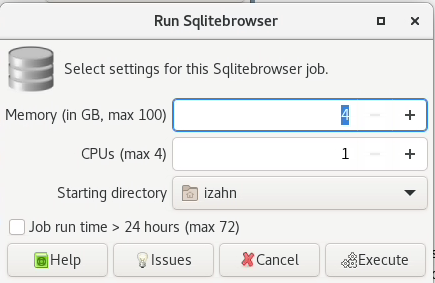 Run Sqlitebrowser
Select settings for this Sqlitebrowser job.
Memory (in GB, max 100) 4
CPUs (max 4) 1
Starting directory izahn
Job run time > 24 hours (max 72)
Help Issues Cancel Execute